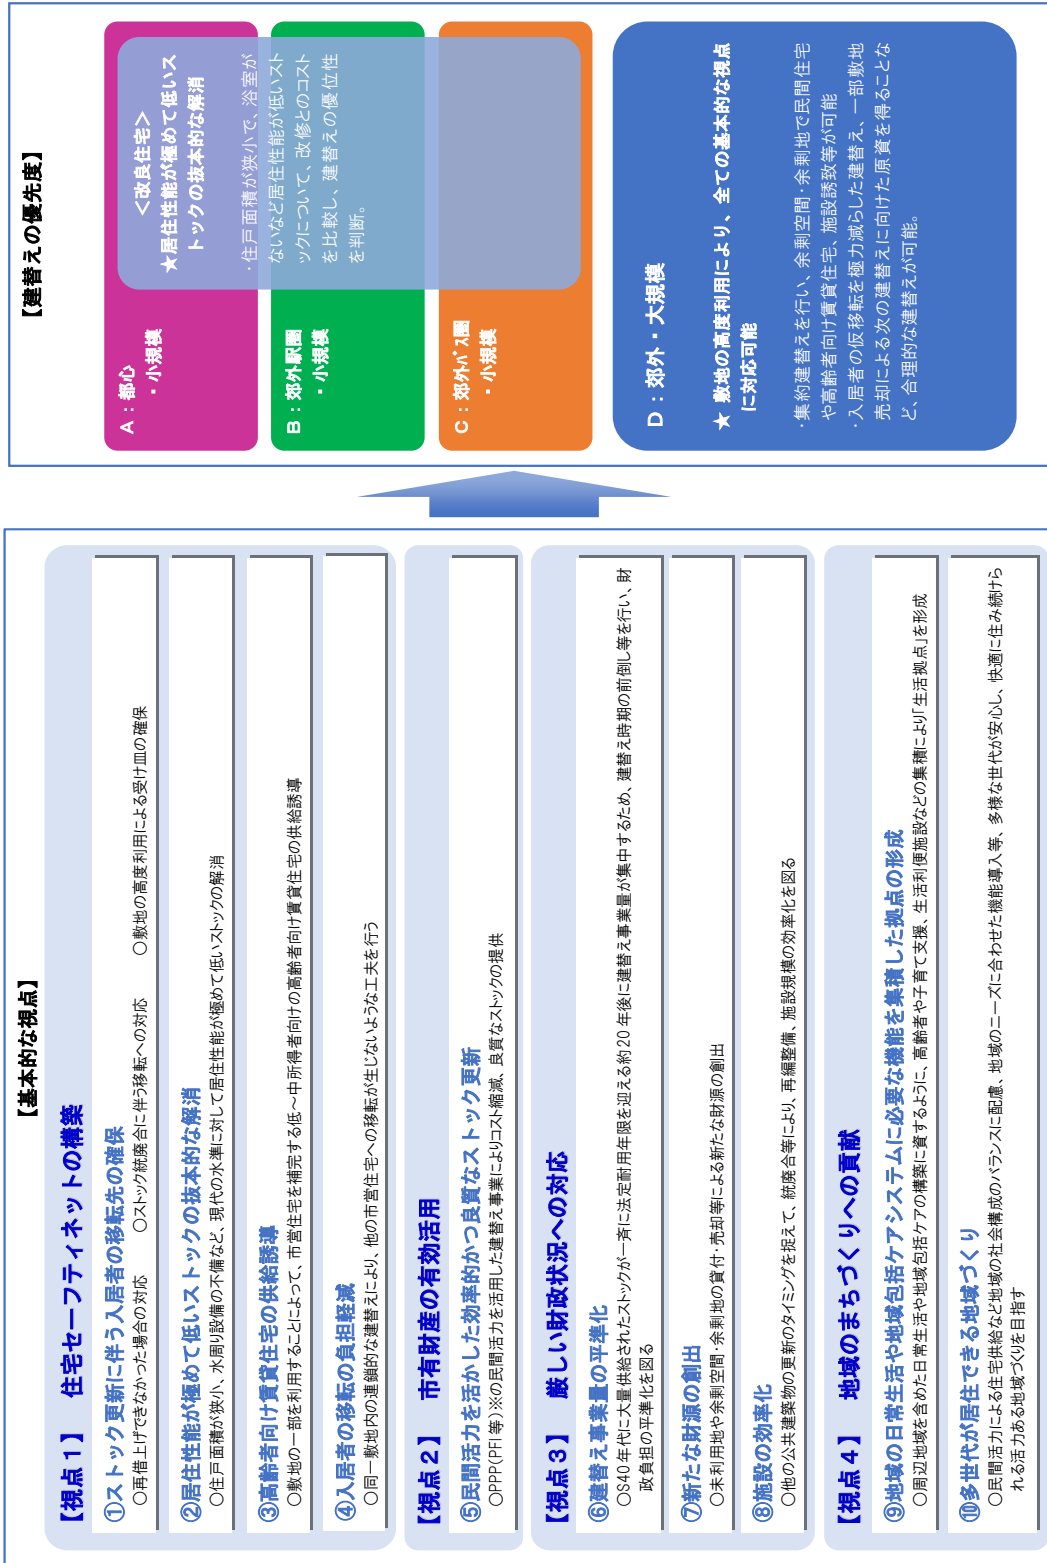 【基本的な視点】
【視点１】　住宅セーフティネットの構築
①ストック更新に伴う入居者の移転先の確保
○再借上げできなかった場合の対応　○ストック統廃合に伴う移転への対応　○敷地の高度利用による受け皿の確保
②居住性能が極めて低いストックの抜本的な解消
○住戸面積が狭小、水周り設備の不備など、現代の水準に対して居住性能が極めて低いストックの解消
③高齢者向け賃貸住宅の供給誘導
○敷地の一部を利用することによって、市営住宅を補完する低～中所得者向けの高齢者向け賃貸住宅の供給誘導
④入居者の移転の負担軽減
○同一敷地内の連鎖的な建替えにより、他の市営住宅への移転が生じないような工夫を行う
【視点２】　市有財産の有効活用
⑤民間活力を活かした効率的かつ良質なストック更新
○PPP(PFI等)※の民間活力を活用した建替え事業によりコスト縮減、良質なストックの提供
【視点３】　厳しい財政状況への対応
⑥建替え事業量の平準化
○S40年代に大量供給されたストックが一斉に法定耐用年限を迎える約20年後に建替え事業量が集中するため、建替え時期の前倒し等を行い、財
政負担の平準化を図る
⑦新たな財源の創出
○未利用地や余剰空間・余剰地の貸付・売却等による新たな財源の創出
⑧施設の効率化
○他の公共建築物の更新のタイミングを捉えて、統廃合等により、再編整備、施設規模の効率化を図る
【視点４】　地域のまちづくりへの貢献
⑨地域の日常生活や地域包括ケアシステムに必要な機能を集積した拠点の形成
○周辺地域を含めた日常生活や地域包括ケアの構築に資するように、高齢者や子育て支援、生活利便施設などの集積により「生活拠点」を形成
⑩多世代が居住できる地域づくり
○民間活力による住宅供給など地域の社会構成のバランスに配慮、地域のニーズに合わせた機能導入等、多様な世代が安心し、快適に住み続けら
れる活力ある地域づくりを目指す
【建替えの優先度】
Ａ：都心
・小規模
Ｂ：郊外駅圏
・小規模
Ｃ：郊外バス圏
・小規模
＜改良住宅＞
★居住性能が極めて低いス
トックの抜本的な解消
・住戸面積が狭小で、浴室が
ないなど居住性能が低いスト
ックについて、改修とのコスト
を比較し、建替えの優位性
を判断。
Ｄ：郊外・大規模
★ 敷地の高度利用により、全ての基本的な視点
に対応可能
・集約建替えを行い、余剰空間・余剰地で民間住宅
や高齢者向け賃貸住宅、施設誘致等が可能
・入居者の仮移転を極力減らした建替え、一部敷地
売却による次の建替えに向けた原資を得ることな
ど、合理的な建替えが可能。